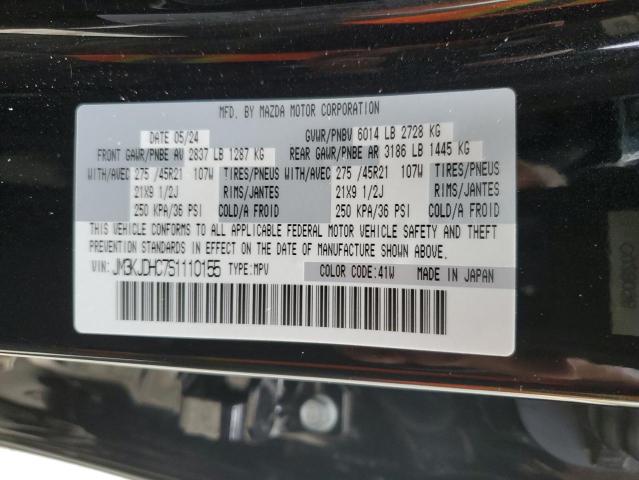 MFD. BY MAZDA MOTOR CORPORATION
DATE 05/24 GVWR/PNBV 6014 LB 2728 KG
FRONT GAWR/PNBE AV 2837 LB 1287 KG REAR GAWR/PNBE AR 3186 LB 1445 KG
WITH/AVEC 275 /45R21 107W TIRES/PNEUS WITH/AVEC 275 /45R21 107W TIRES/PNEUS
21X9 1/2J RIMS/JANTES 21X9 1/2J RIMS/JANTES
250 KPA/36 PSI COLD/A FROID 250 KPA/36 PSI COLD/A FROID
THIS VEHICLE CONFORMS TO ALL APPLICABLE FEDERAL MOTOR VEHICLE SAFETY, BUMPER, AND THEFT
PREVENTION STANDARDS IN EFFECT ON THE DATE OF MANUFACTURE SHOWN ABOVE.
VIN: JM3KJDHC7S1110155 TYPE: MPV COLOR CODE: 41W MADE IN JAPAN